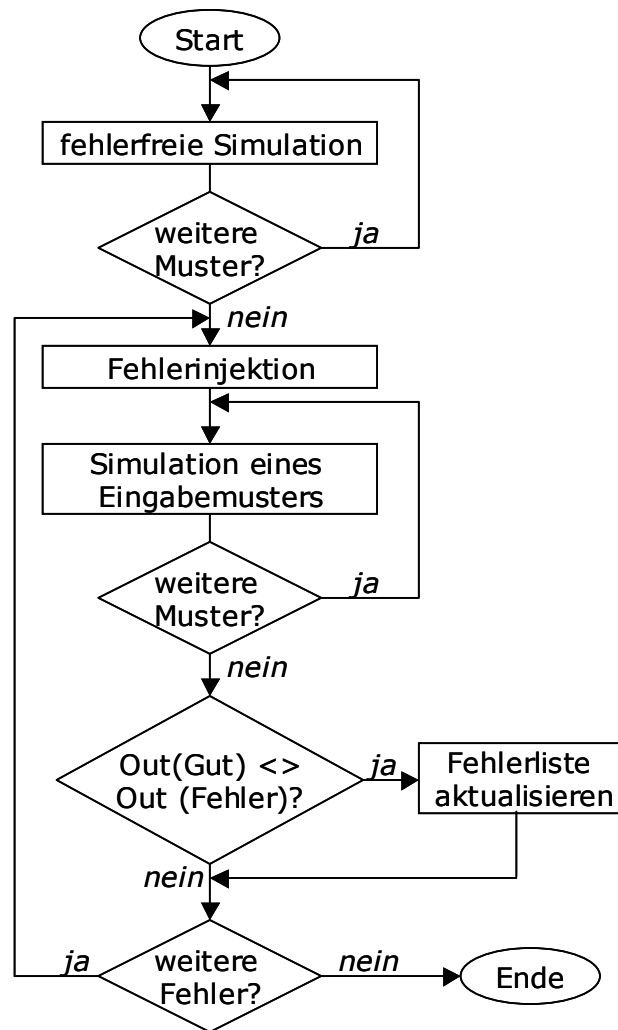 Start
fehlerfreie Simulation
weitere
Muster?
ja
nein
Fehlerinjektion
Simulation eines
Eingabemusters
weitere
Muster?
ja
nein
Out(Gut) <>
Out (Fehler)?
ja
Fehlerliste
aktualisieren
nein
weitere
Fehler?
ja
nein
Ende